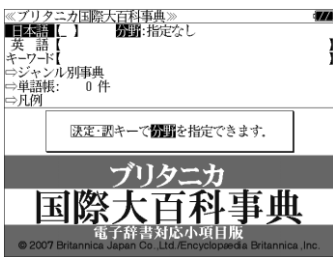 ≪ブリタニカ国際大百科事典≫
日本語【_ 】 分野:指定なし
英 語【 】
キーワード【 】
⇨ジャンル別事典
⇨単語帳: 0 件
⇨凡例
決定・訳キーで分野を指定できます.
ブリタニカ
国際大百科事典
電子辞書対応小項目版
© 2007 Britannica Japan Co.,Ltd./Encyclopædia Britannica ,Inc.